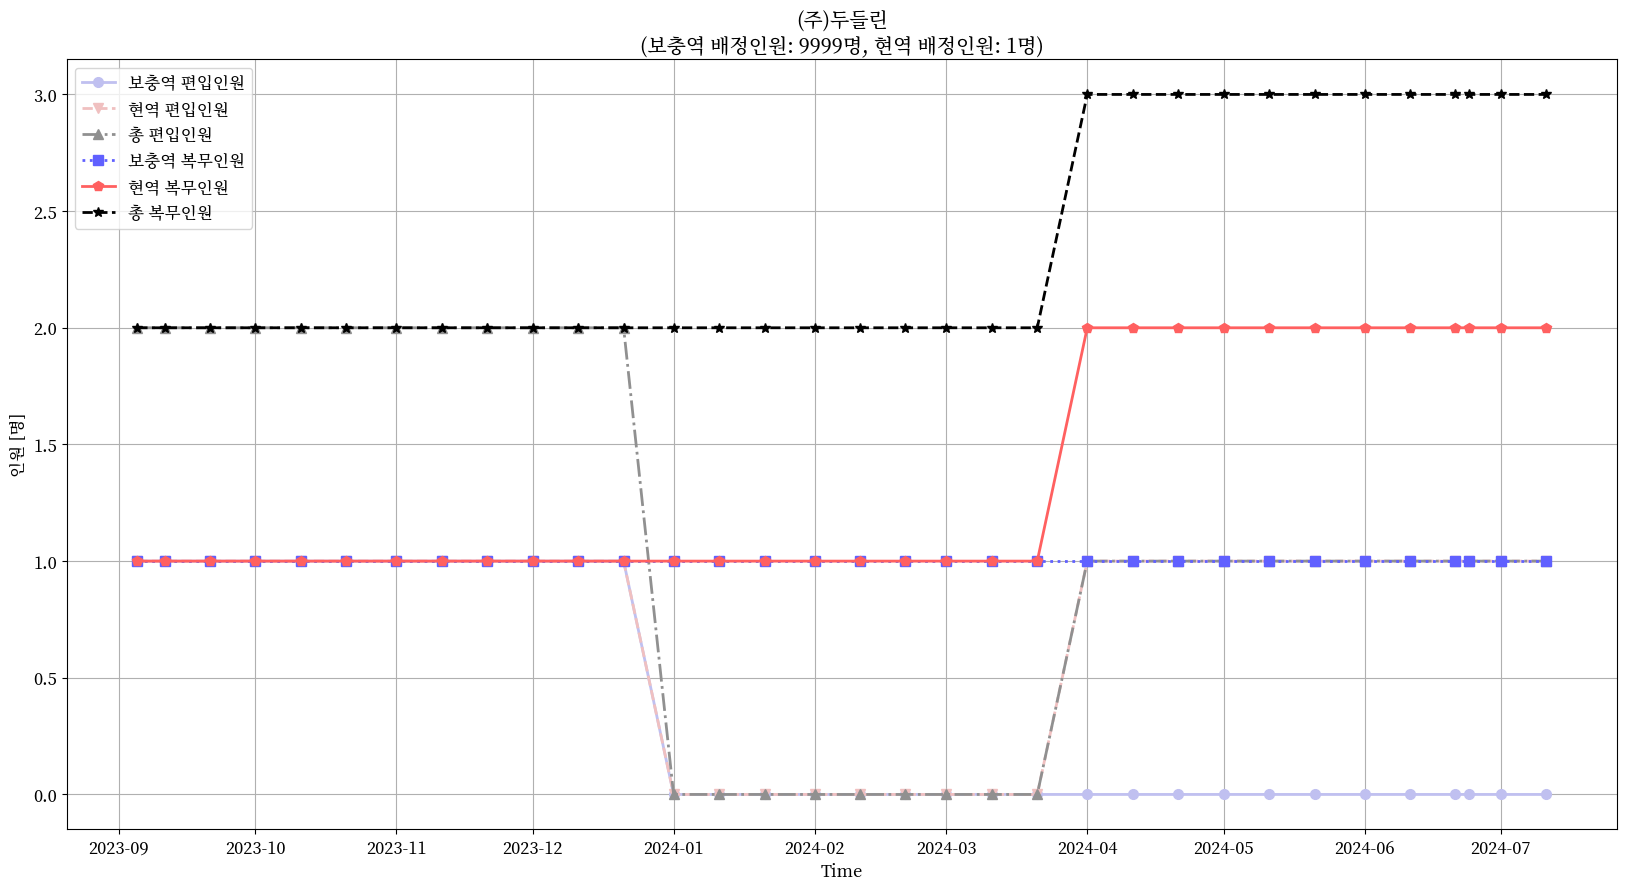 (주)두들린
(보충역 배정인원: 9999명, 현역 배정인원: 1명)
보충역 편입인원
현역 편입인원
총 편입인원
보충역 복무인원
현역 복무인원
총 복무인원
3.0
2.5
2.0
1.5
1.0
0.5
0.0
인원 [명]
2023-09 2023-10 2023-11 2023-12 2024-01 2024-02 2024-03 2024-04 2024-05 2024-06 2024-07
Time